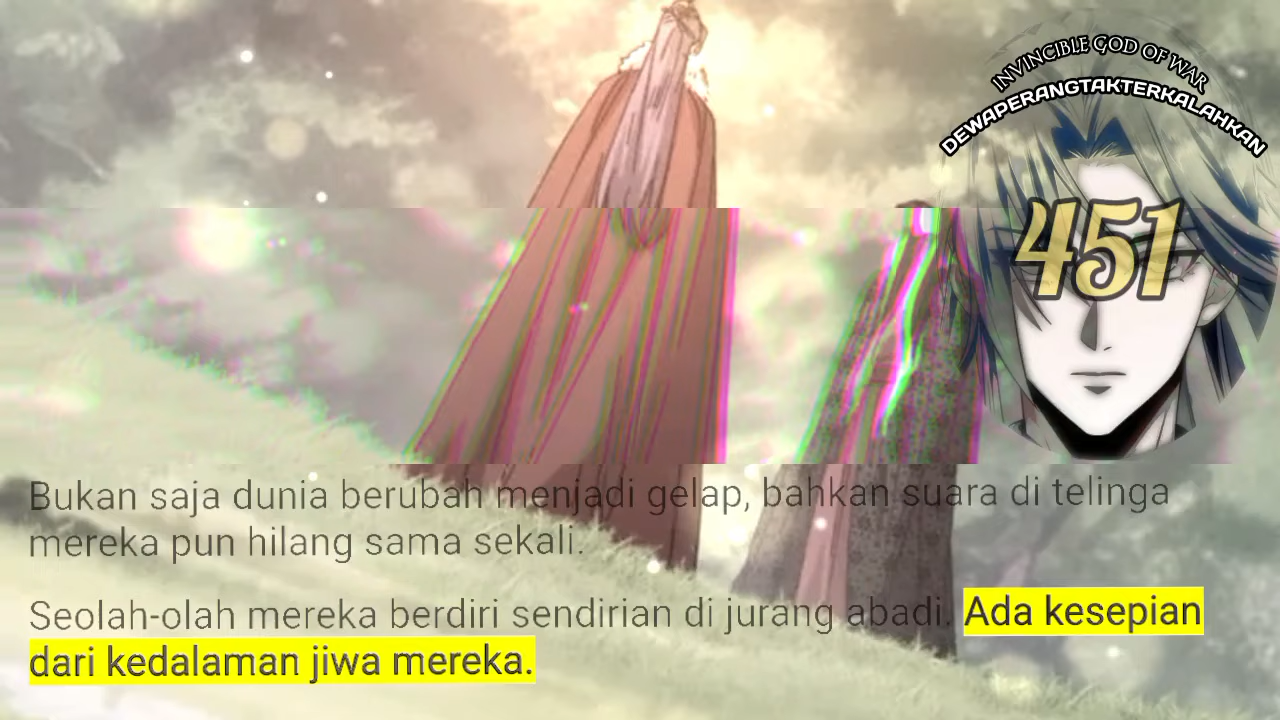 INVINCIBLE GOD OF WAR
DEWAPERANGTAKTERKALAHKAN
451
Bukan saja dunia berubah menjadi gelap, bahkan suara di telinga
mereka pun hilang sama sekali.
Seolah-olah mereka berdiri sendirian di jurang abadi. Ada kesepian
dari kedalaman jiwa mereka.